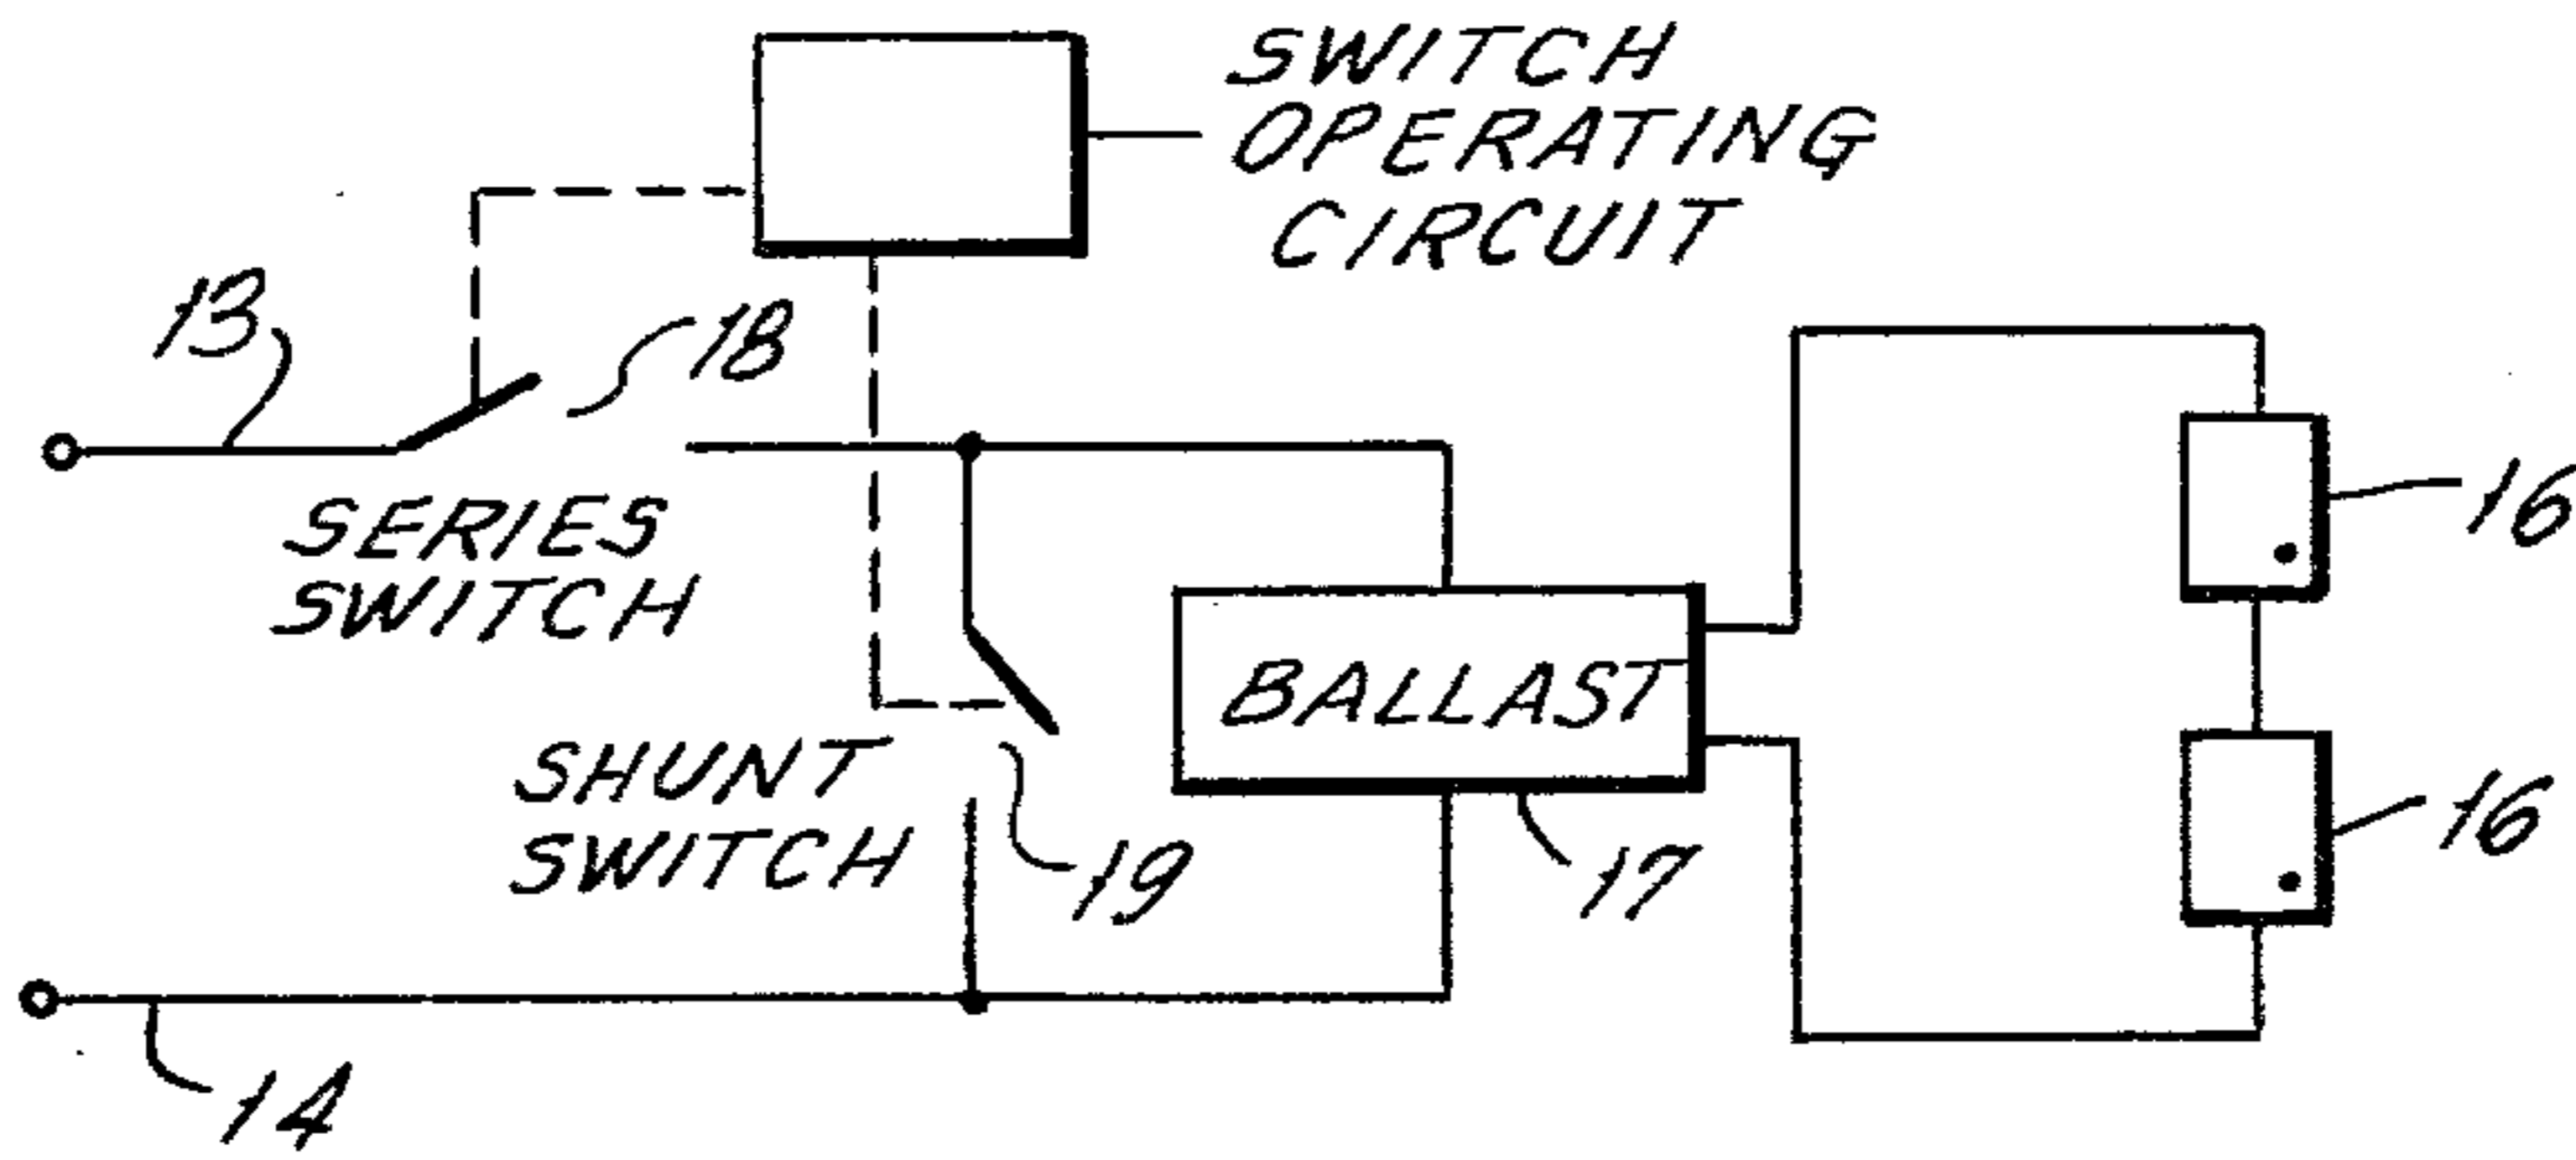 SWITCH
OPERATING
CIRCUIT
13
18
SERIES
SWITCH
16
BALLAST
SHUNT
SWITCH
19
17
16
14